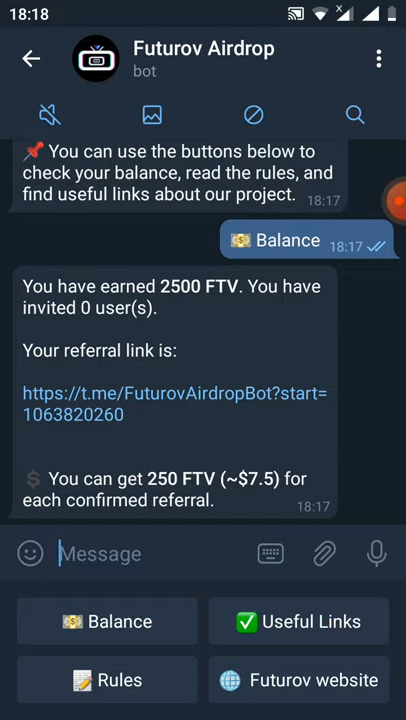 18:18
Futurov Airdrop
bot
📌 You can use the buttons below to
check your balance, read the rules, and
find useful links about our project.
18:17
💵 Balance 18:17
You have earned 2500 FTV. You have
invited 0 user(s).
Your referral link is:
https://t.me/FuturovAirdropBot?start=
1063820260
💲 You can get 250 FTV (~$7.5) for
each confirmed referral.
18:17
Message
💵 Balance
✅ Useful Links
📝 Rules
🌐 Futurov website